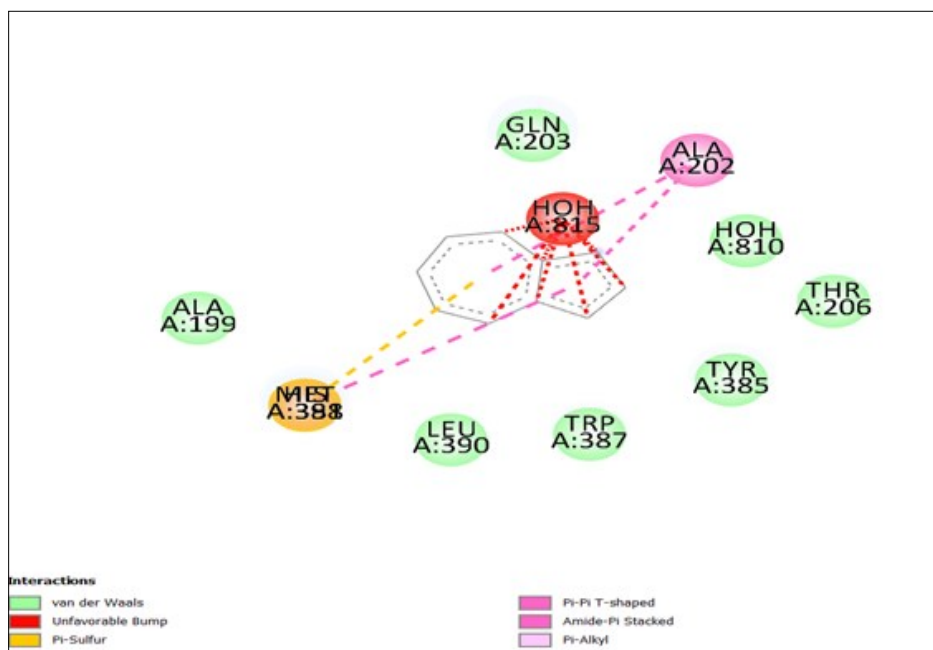 GLN
A:203
ALA
A:202
HOH
A:815
HOH
A:810
THR
A:206
ALA
A:199
TYR
A:385
LEU
A:390
TRP
A:387
Interactions
van der Waals
Unfavorable Bump
Pi-Sulfur
Pi-Pi T-shaped
Amide-Pi Stacked
Pi-Alkyl